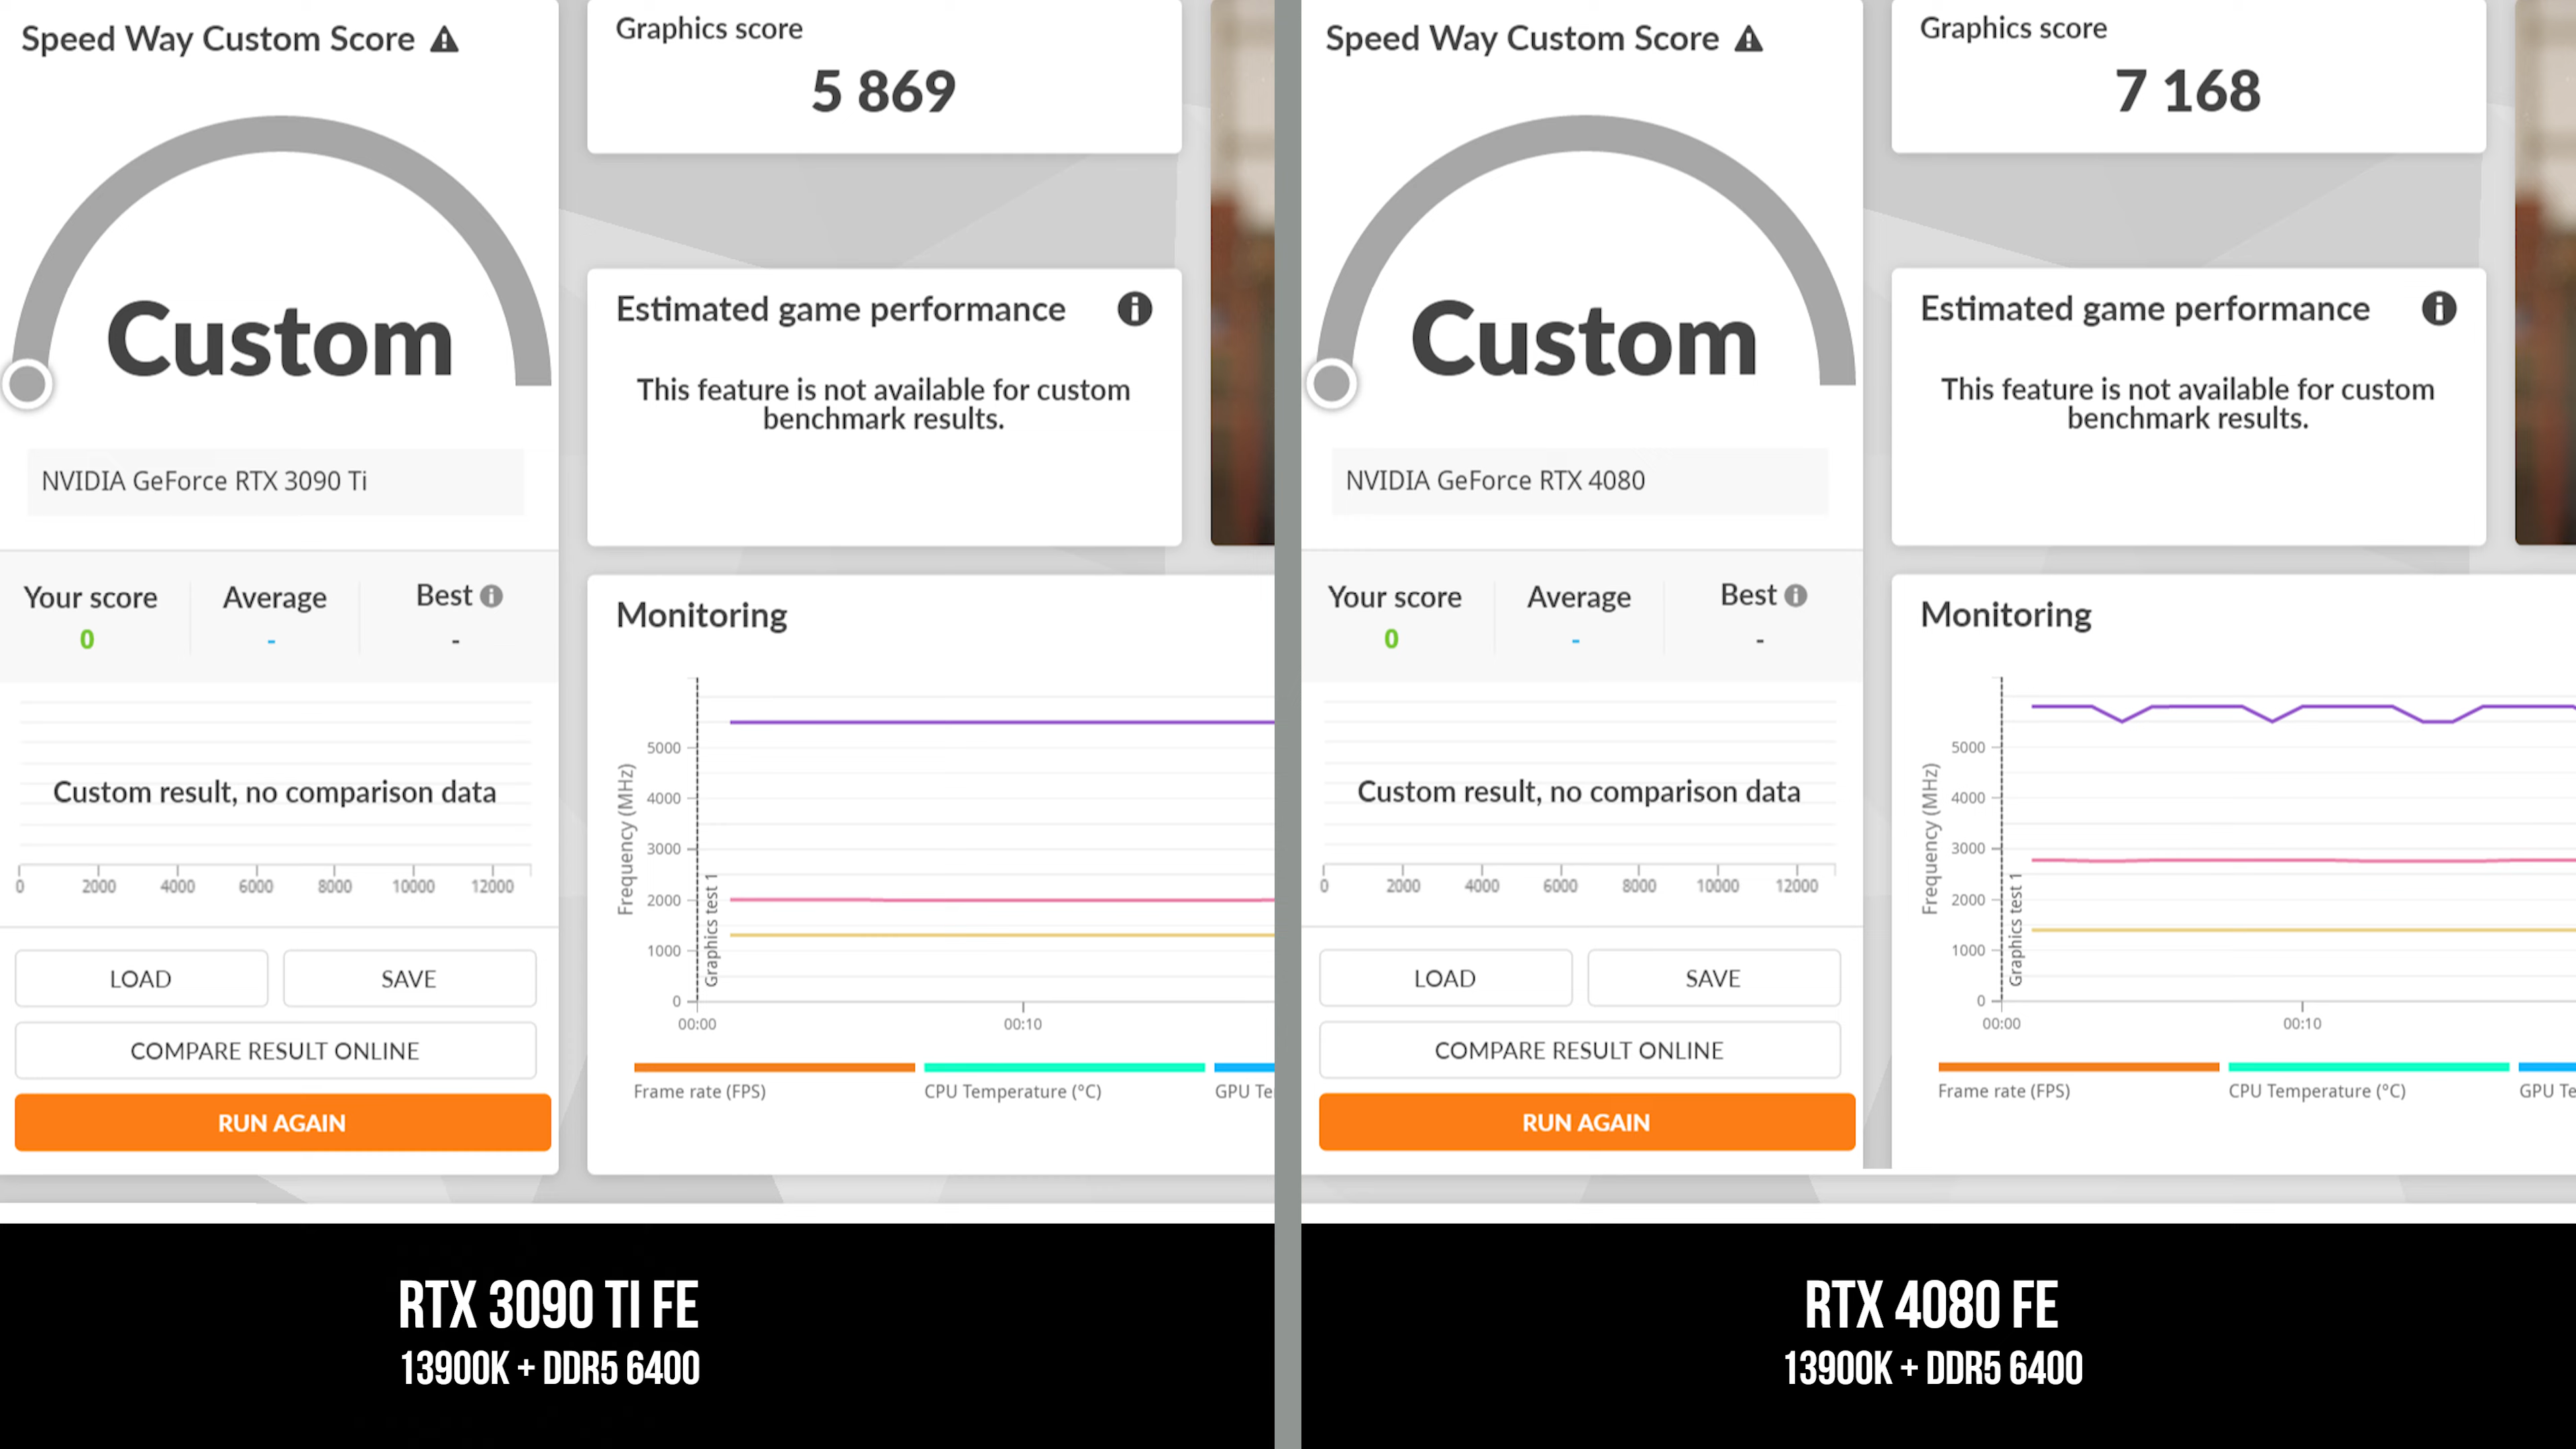 Speed Way Custom Score
Graphics score
5 869
Custom
Estimated game performance
This feature is not available for custom
benchmark results.
NVIDIA GeForce RTX 3090 Ti
Your score
Average
Best
0
-
-
Custom result, no comparison data
0 2000 4000 6000 8000 10000 12000
LOAD
SAVE
COMPARE RESULT ONLINE
RUN AGAIN
Monitoring
Frequency (MHz)
5000
4000
3000
2000
1000
0
Graphics test 1
00:00
00:10
Frame rate (FPS)
CPU Temperature (°C)
GPU Te
RTX 3090 TI FE
13900K + DDR5 6400
Speed Way Custom Score
Graphics score
7 168
Custom
Estimated game performance
This feature is not available for custom
benchmark results.
NVIDIA GeForce RTX 4080
Your score
Average
Best
0
-
-
Custom result, no comparison data
0 2000 4000 6000 8000 10000 12000
LOAD
SAVE
COMPARE RESULT ONLINE
RUN AGAIN
Monitoring
Frequency (MHz)
5000
4000
3000
2000
1000
0
Graphics test 1
00:00
00:10
Frame rate (FPS)
CPU Temperature (°C)
GPU Te
RTX 4080 FE
13900K + DDR5 6400